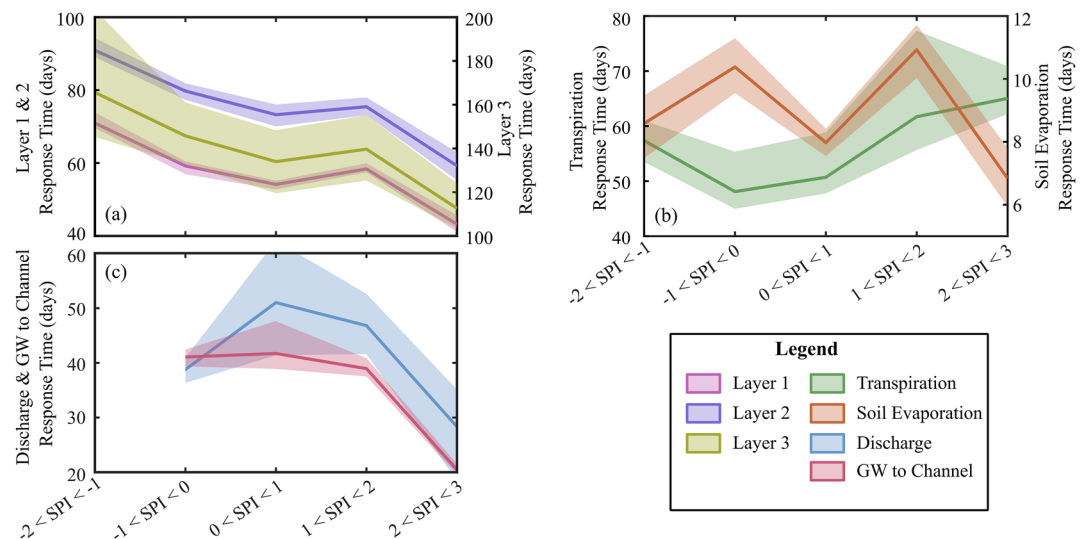 100
80
60
40
Layer 1 & 2
Response Time (days)
(a)
200
180
160
140
120
100
Layer 3
Response Time (days)
80
70
60
50
40
Transpiration
Response Time (days)
(b)
12
10
8
6
Soil Evaporation
Response Time (days)
-2 < SPI < -1
-1 < SPI < 0
0 < SPI < 1
1 < SPI < 2
2 < SPI < 3
60
50
40
30
20
Discharge & GW to Channel
Response Time (days)
(c)
-2 < SPI < -1
-1 < SPI < 0
0 < SPI < 1
1 < SPI < 2
2 < SPI < 3
Legend
Layer 1
Layer 2
Layer 3
Transpiration
Soil Evaporation
Discharge
GW to Channel